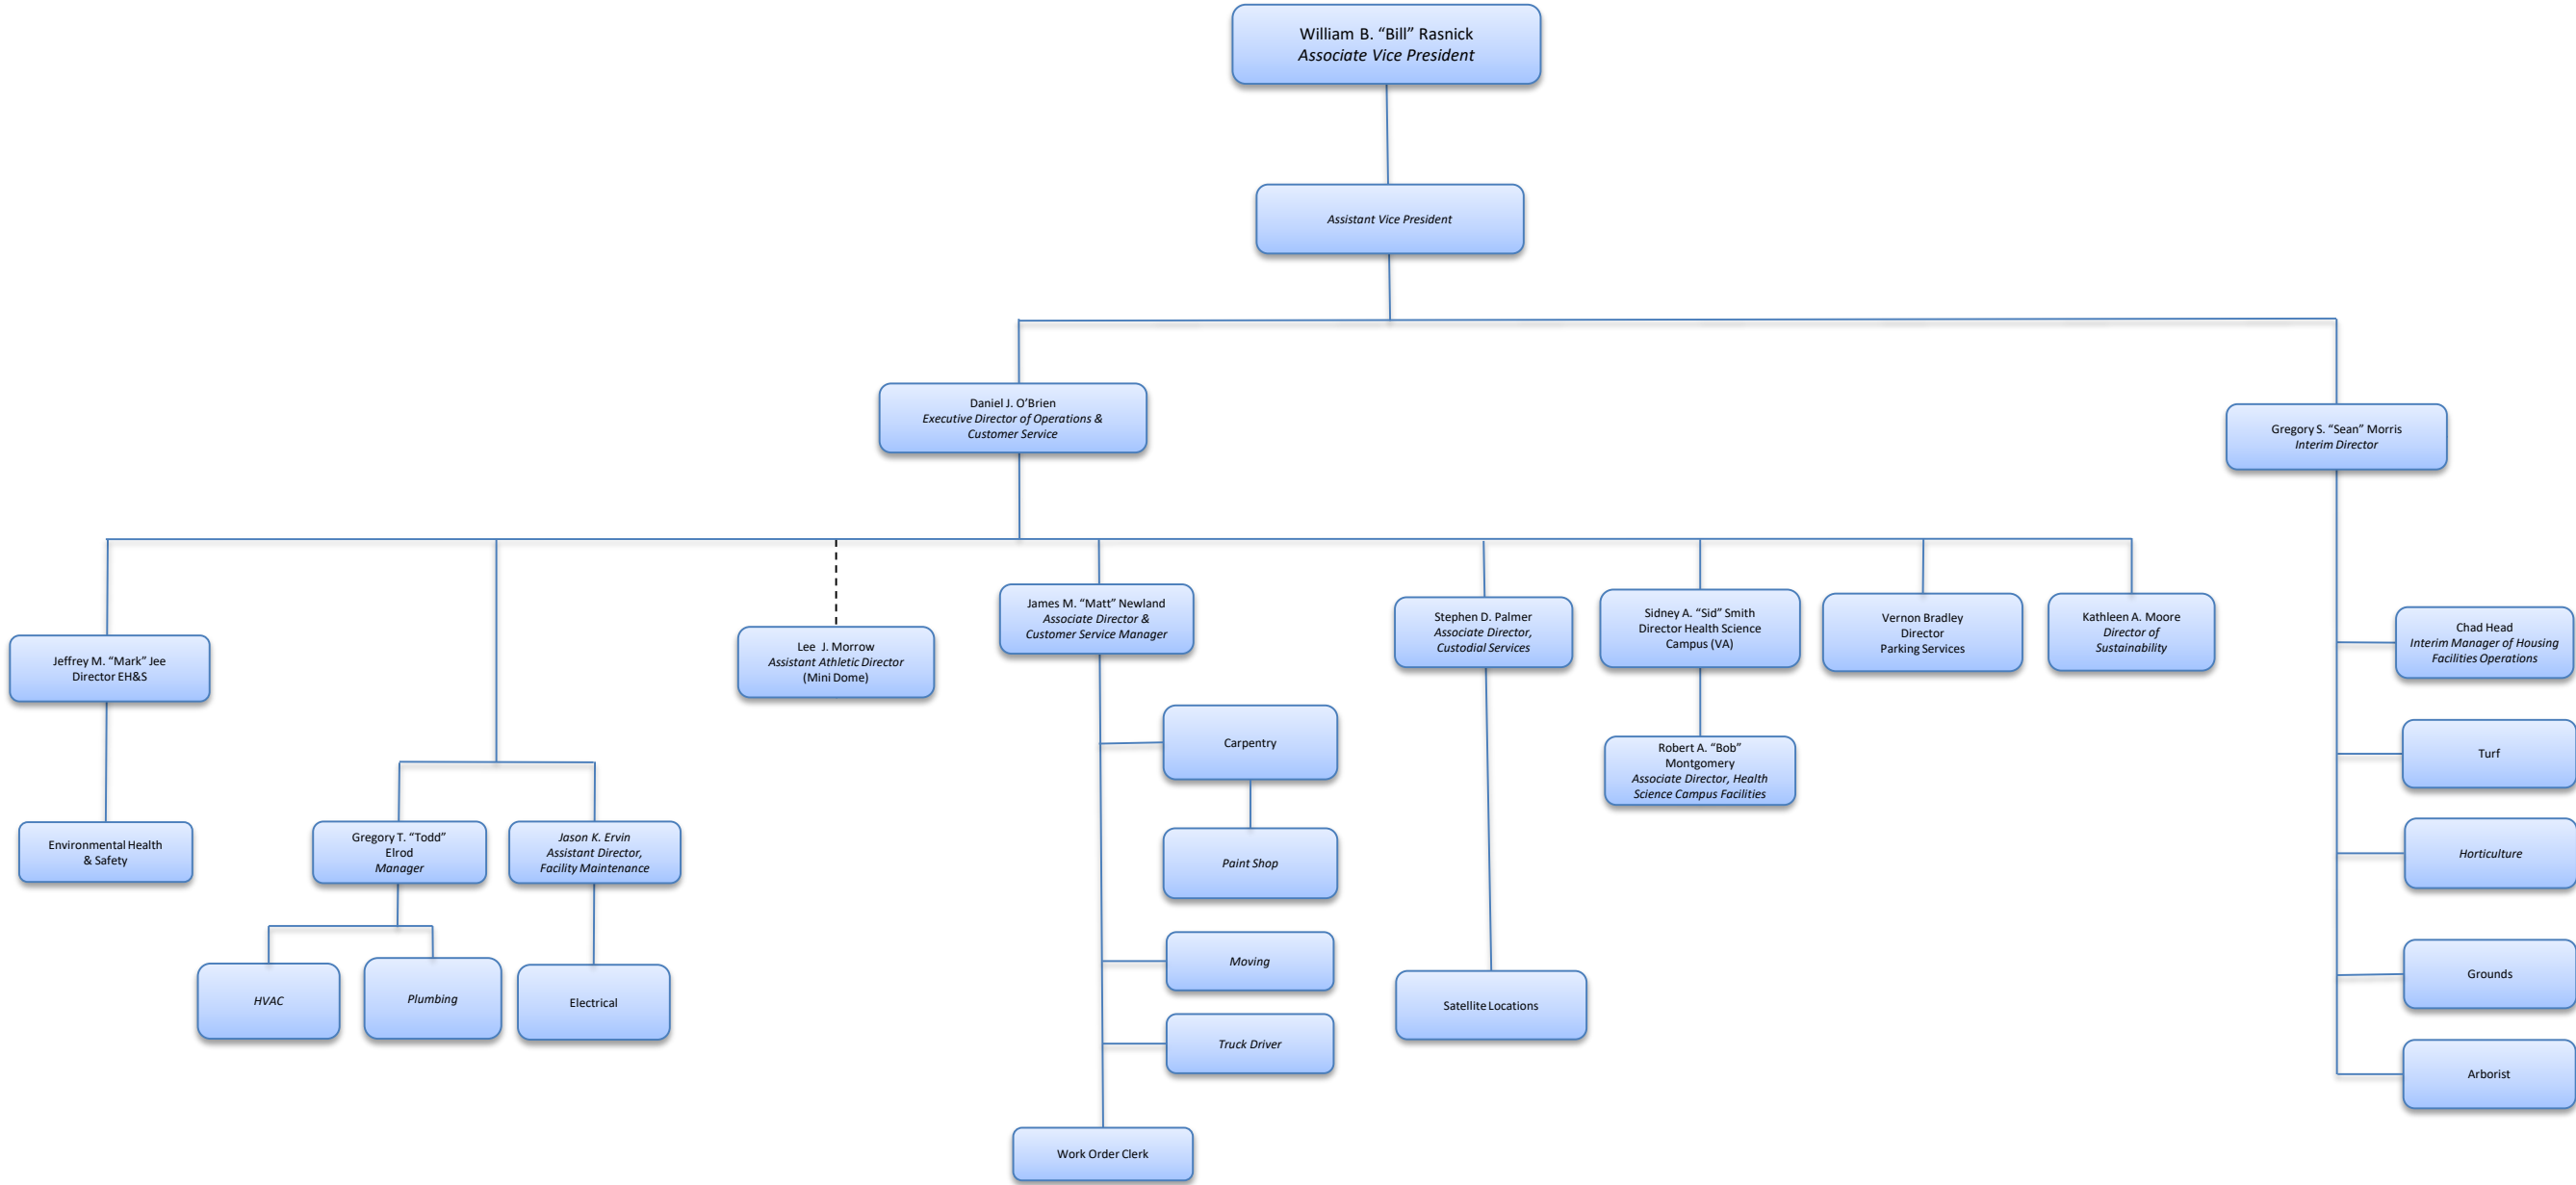 William B. “Bill” Rasnick
Associate Vice President
Assistant Vice President
Daniel J. O’Brien
Executive Director of Operations &
Customer Service
Gregory S. “Sean” Morris
Interim Director
Jeffrey M. “Mark” Jee
Director EH&S
Lee J. Morrow
Assistant Athletic Director
(Mini Dome)
James M. “Matt” Newland
Associate Director &
Customer Service Manager
Stephen D. Palmer
Associate Director,
Custodial Services
Sidney A. “Sid” Smith
Director Health Science
Campus (VA)
Vernon Bradley
Director
Parking Services
Kathleen A. Moore
Director of
Sustainability
Chad Head
Interim Manager of Housing
Facilities Operations
Carpentry
Robert A. “Bob”
Montgomery
Associate Director, Health
Science Campus Facilities
Turf
Environmental Health
& Safety
Gregory T. “Todd”
Elrod
Manager
Jason K. Ervin
Assistant Director,
Facility Maintenance
Paint Shop
Horticulture
HVAC
Plumbing
Electrical
Moving
Satellite Locations
Grounds
Truck Driver
Arborist
Work Order Clerk